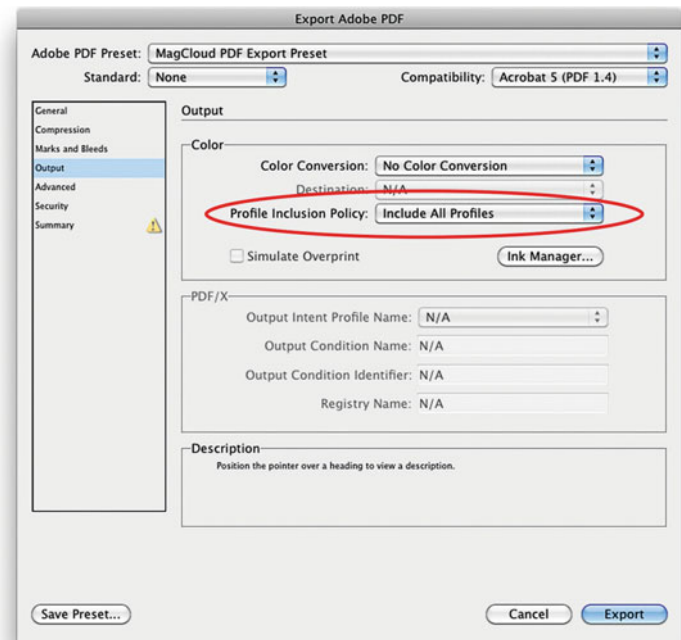 Export Adobe PDF
Adobe PDF Preset: MagCloud PDF Export Preset
Standard: None Compatibility: Acrobat 5 (PDF 1.4)
General
Compression
Marks and Bleeds
Output
Advanced
Security
Summary
Output
Color
Color Conversion: No Color Conversion
Destination: N/A
Profile Inclusion Policy: Include All Profiles
Simulate Overprint Ink Manager...
PDF/X
Output Intent Profile Name: N/A
Output Condition Name: N/A
Output Condition Identifier: N/A
Registry Name: N/A
Description
Position the pointer over a heading to view a description.
Save Preset... Cancel Export